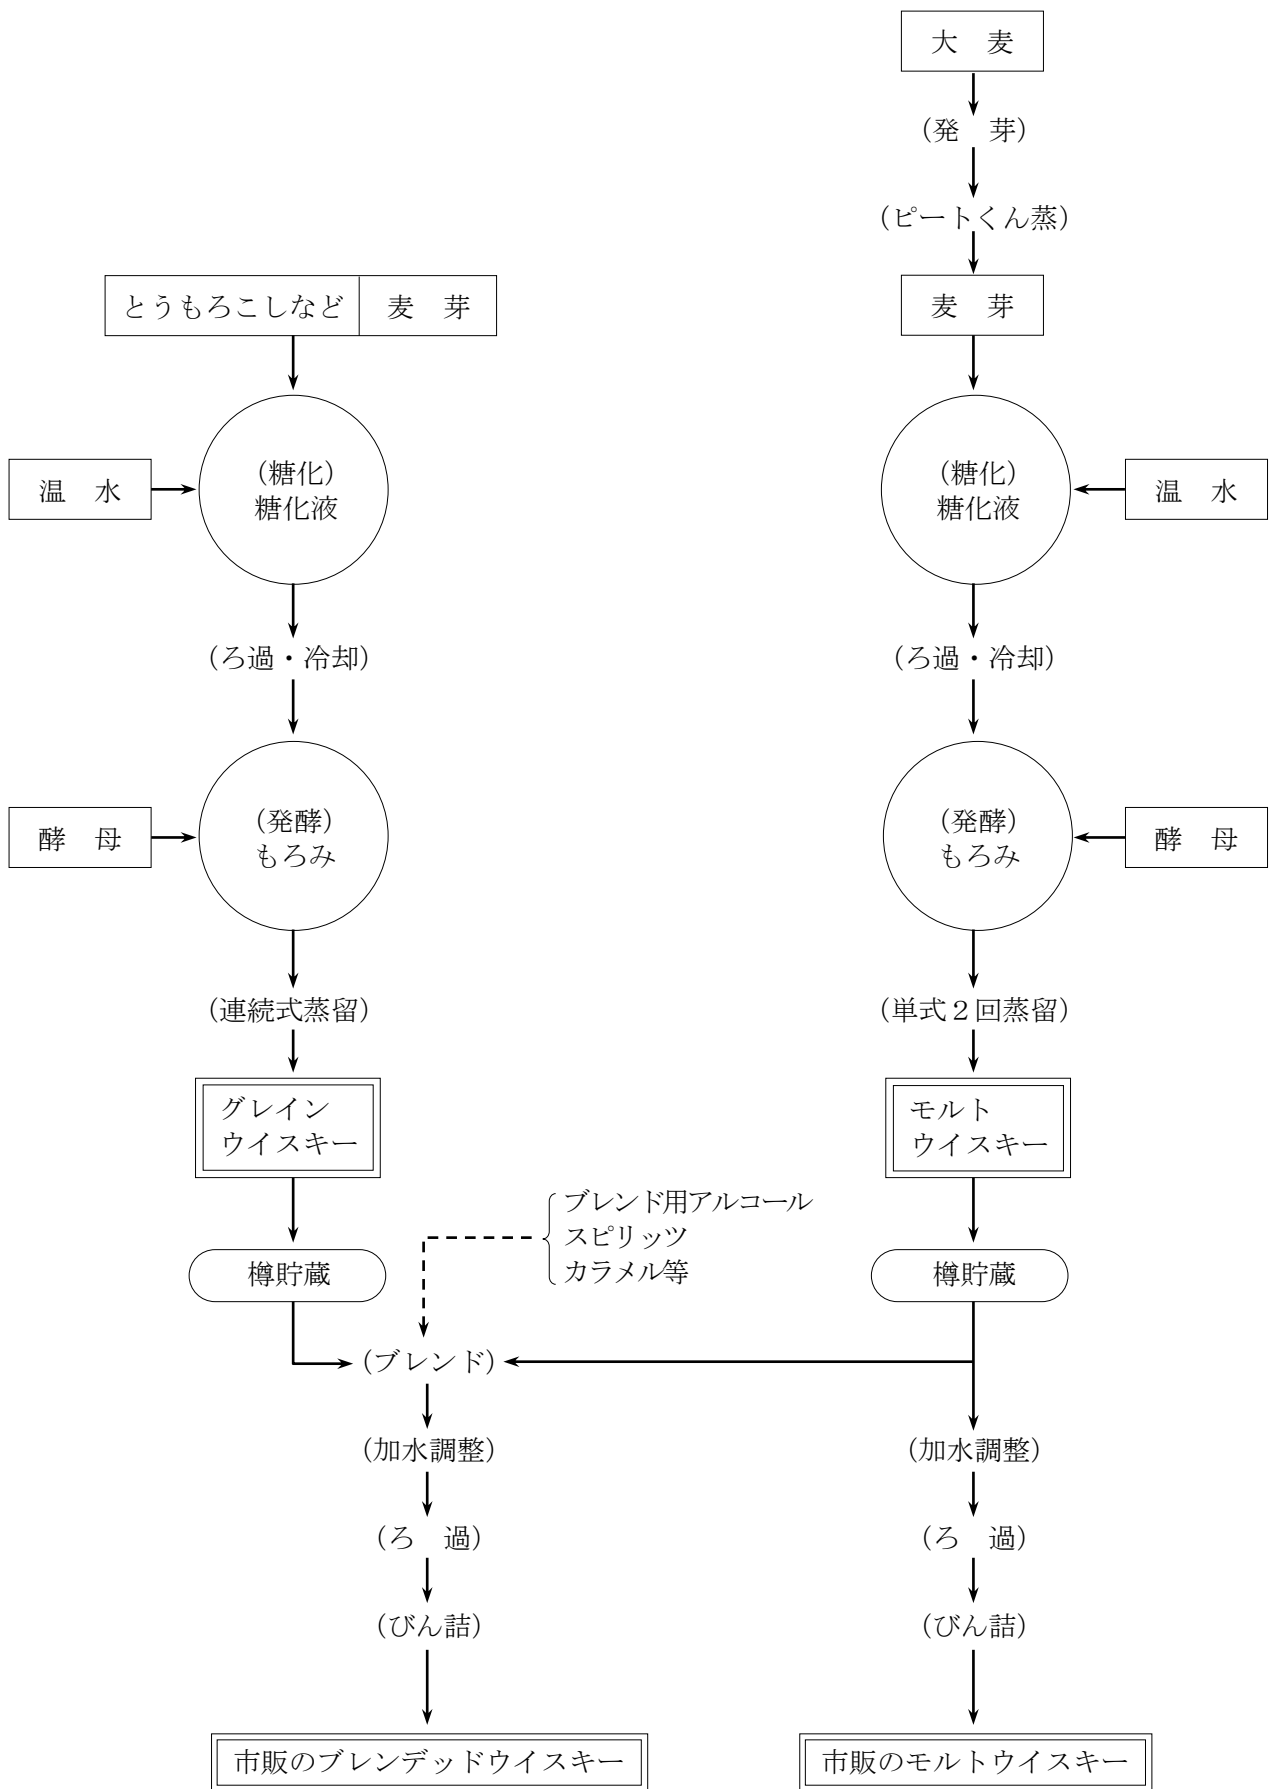 大　麦
(発　芽)
(ピートくん蒸)
とうもろこしなど
麦　芽
麦　芽
温　水
(糖化)
糖化液
(糖化)
糖化液
温　水
(ろ過・冷却)
(ろ過・冷却)
酵　母
(発酵)
もろみ
(発酵)
もろみ
酵　母
(連続式蒸留)
(単式２回蒸留)
グレイン
ウイスキー
モルト
ウイスキー
ブレンド用アルコール
スピリッツ
カラメル等
樽貯蔵
樽貯蔵
(ブレンド)
(加水調整)
(加水調整)
(ろ　過)
(ろ　過)
(びん詰)
(びん詰)
市販のブレンデッドウイスキー
市販のモルトウイスキー